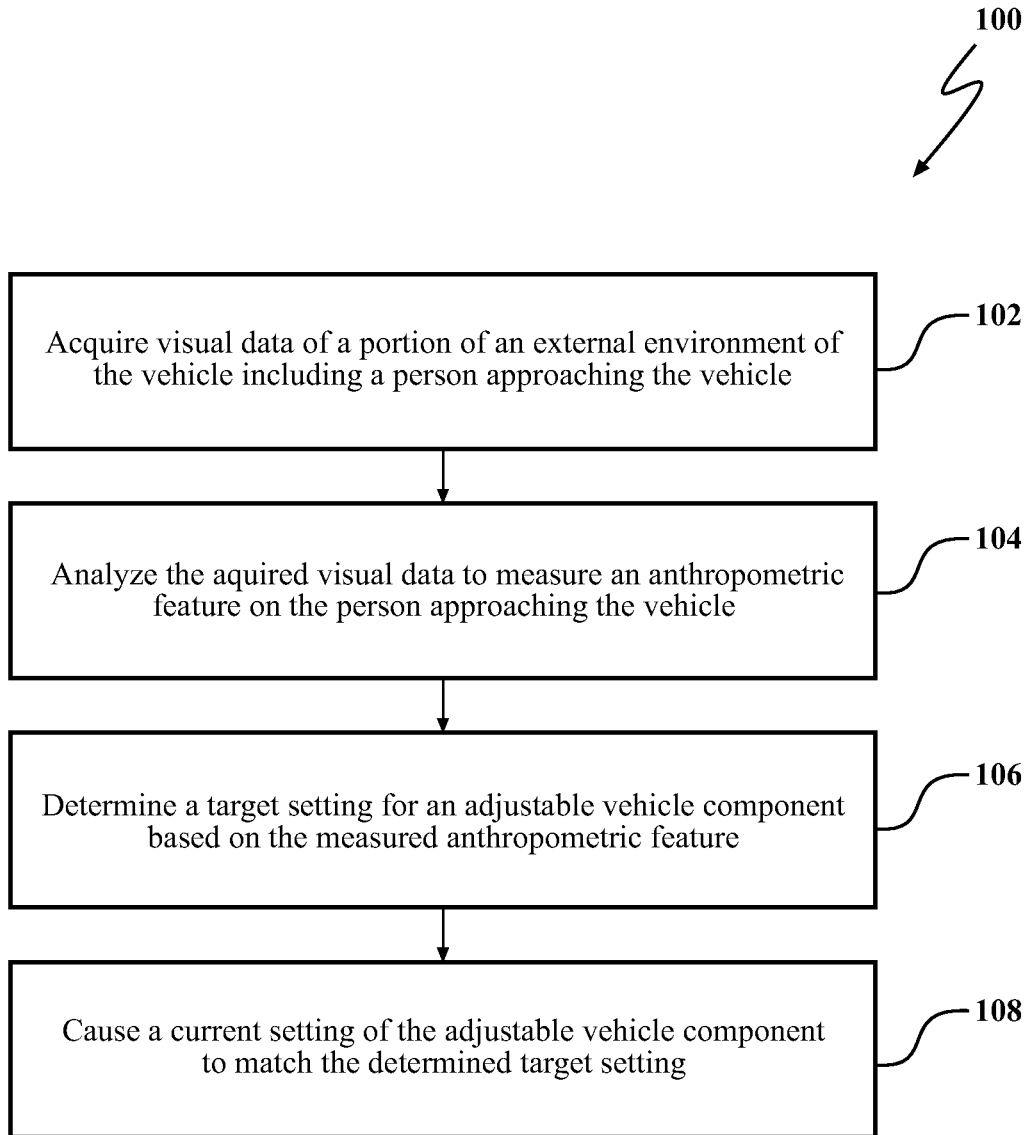 100
Acquire visual data of a portion of an external environment of
the vehicle including a person approaching the vehicle
102
Analyze the aquired visual data to measure an anthropometric
feature on the person approaching the vehicle
104
Determine a target setting for an adjustable vehicle component
based on the measured anthropometric feature
106
Cause a current setting of the adjustable vehicle component
to match the determined target setting
108